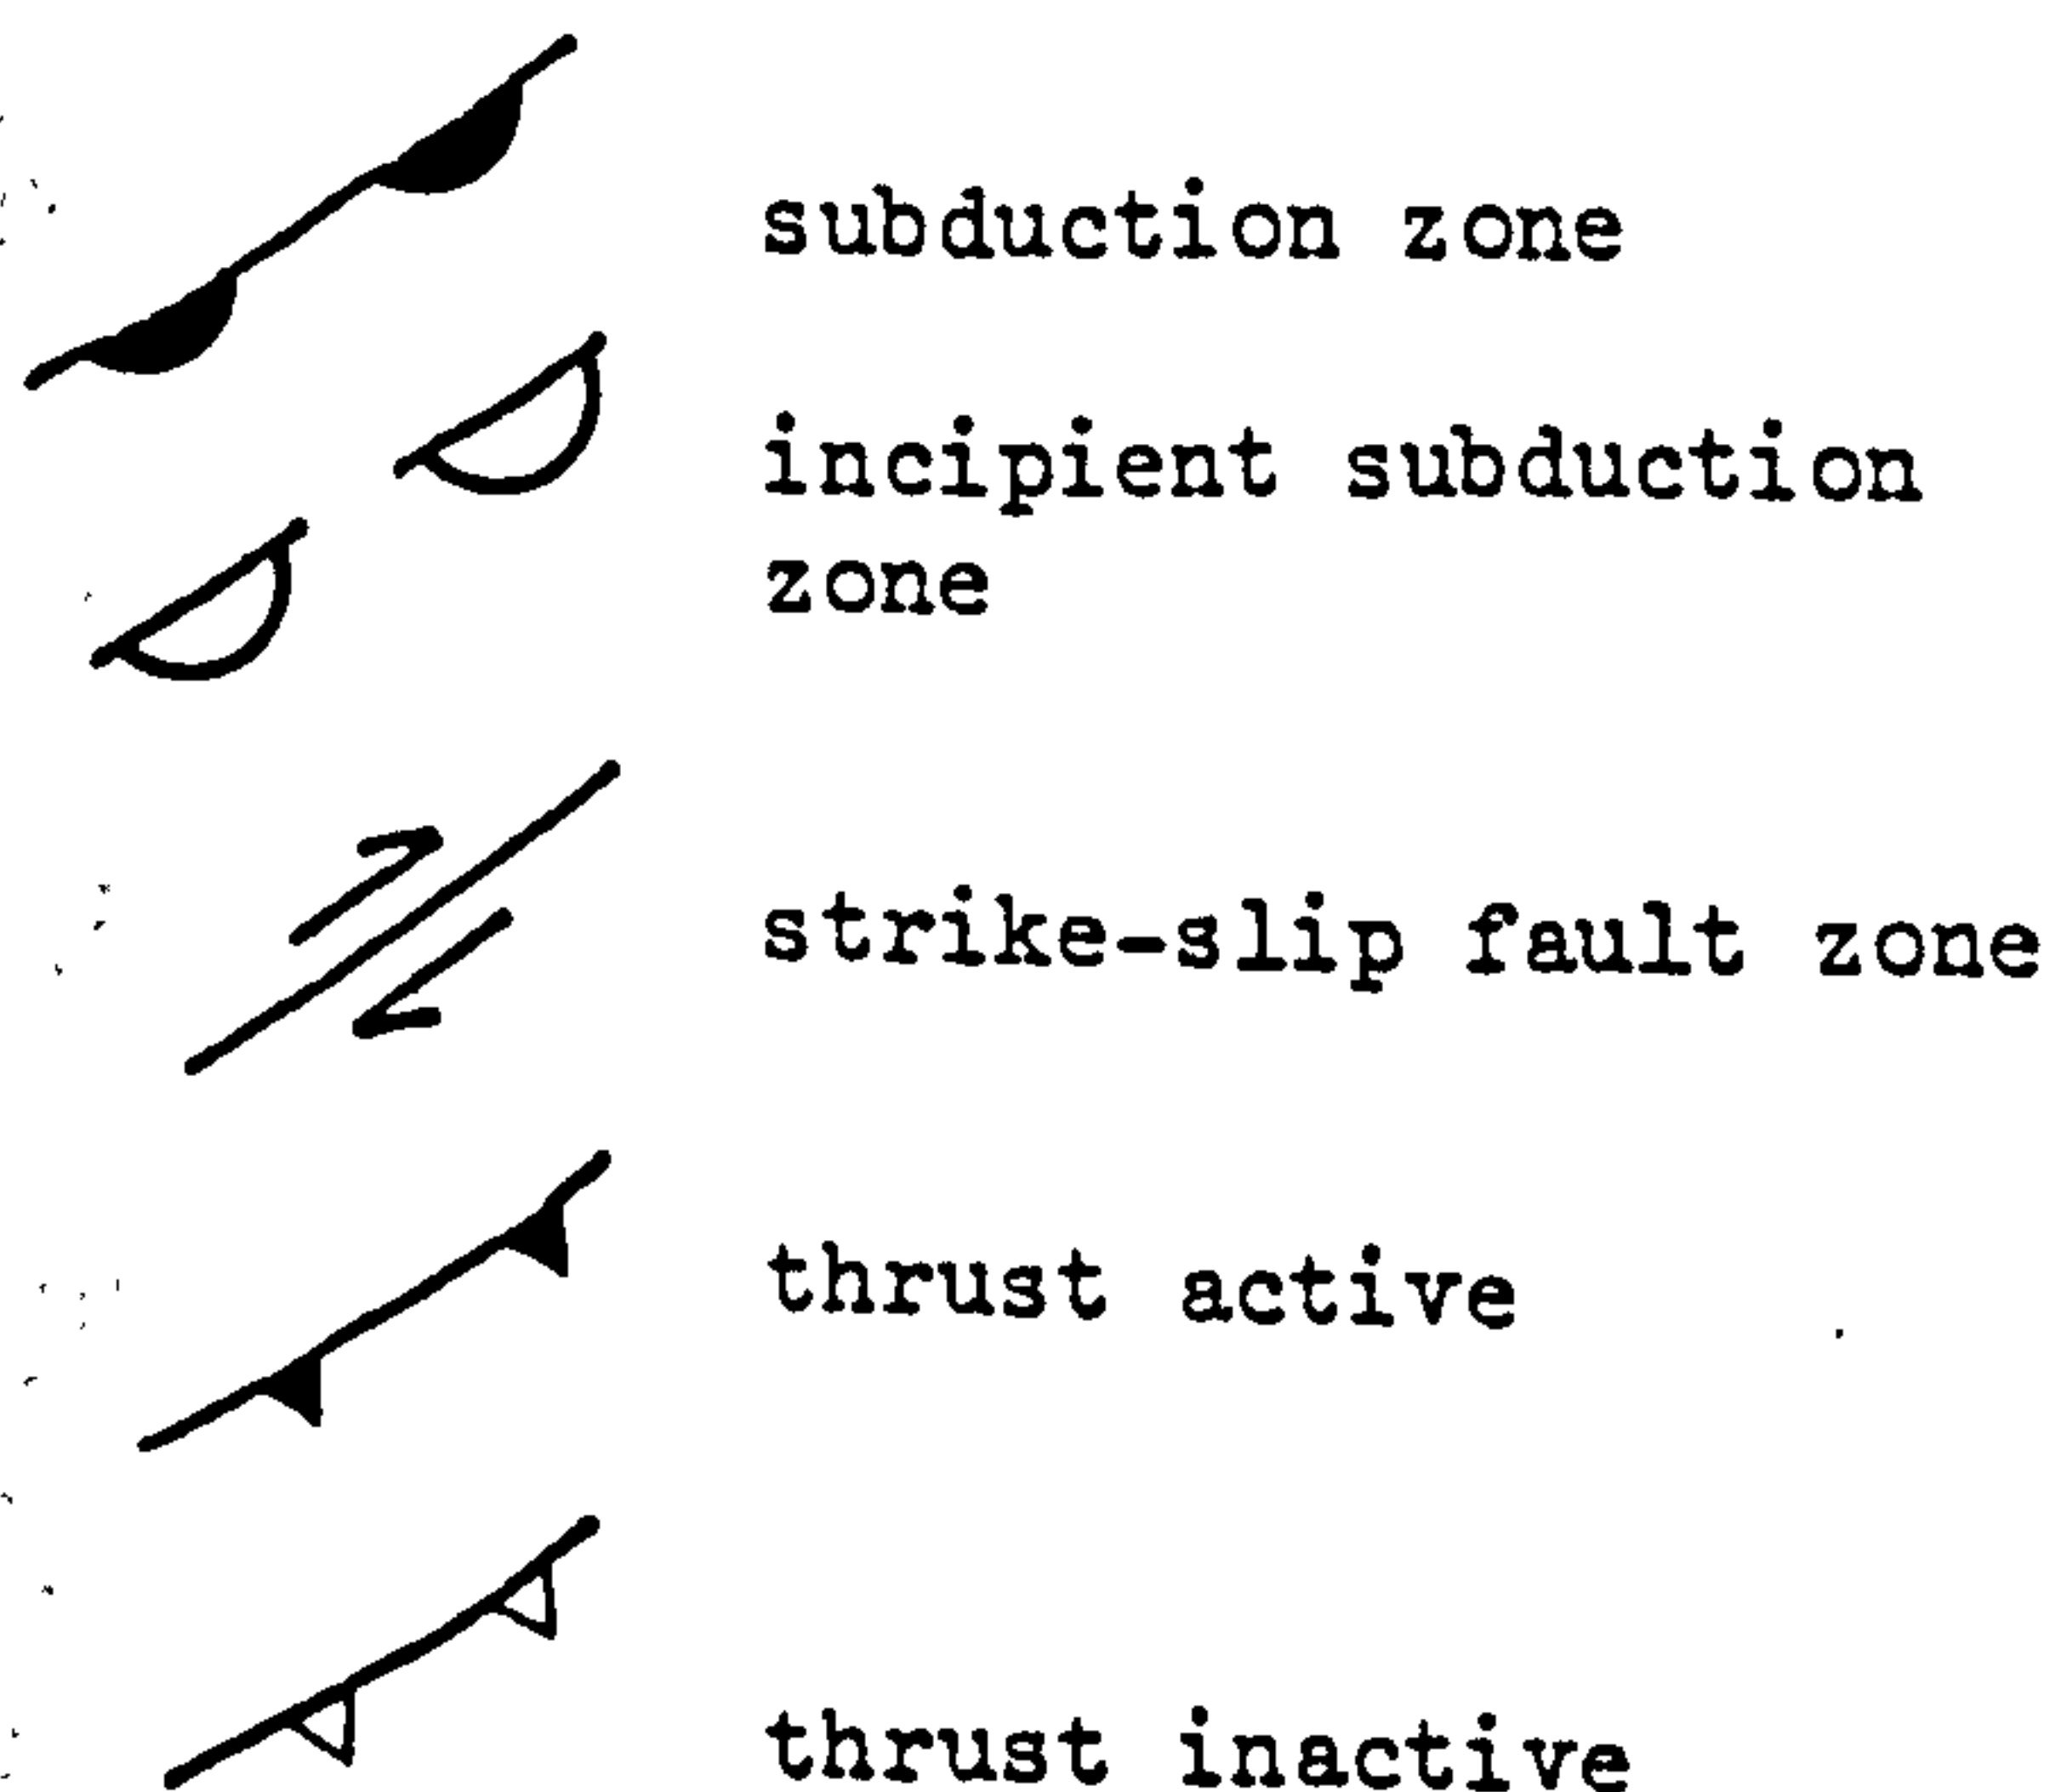 subduction zone
incipient subduction
zone
strike-slip fault zone
thrust active
thrust inactive